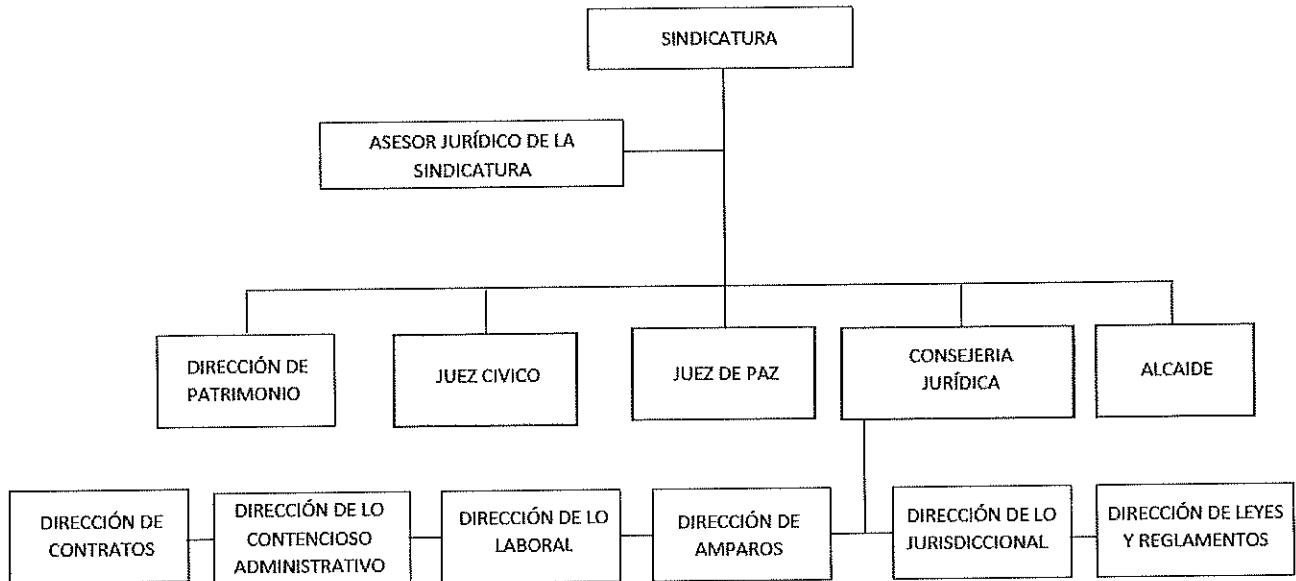 SINDICATURA
ASESOR JURÍDICO DE LA
SINDICATURA
DIRECCIÓN DE
PATRIMONIO
JUEZ CIVICO
JUEZ DE PAZ
CONSEJERIA
JURÍDICA
ALCAIDE
DIRECCIÓN DE
CONTRATOS
DIRECCIÓN DE LO
CONTENCIOSO
ADMINISTRATIVO
DIRECCIÓN DE LO
LABORAL
DIRECCIÓN DE
AMPAROS
DIRECCIÓN DE LO
JURISDICCIONAL
DIRECCIÓN DE LEYES
Y REGLAMENTOS